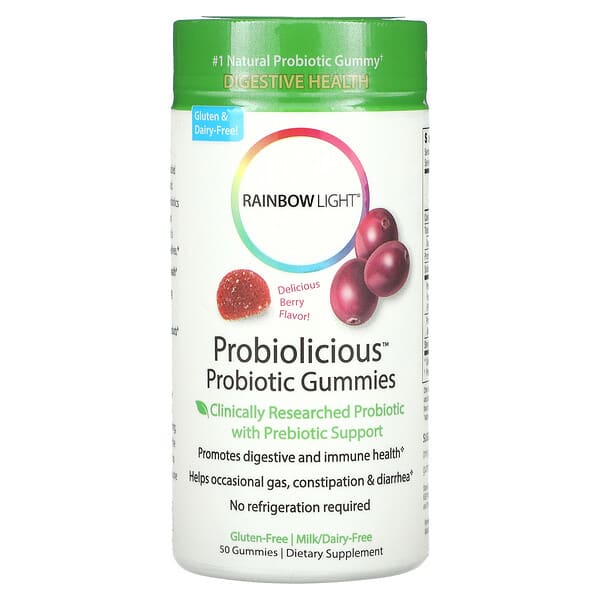 #1 Natural Probiotic Gummy†
DIGESTIVE HEALTH
Gluten &
Dairy-Free!
RAINBOW LIGHT®
Delicious
Berry
Flavor!
Probiolicious™
Probiotic Gummies
Clinically Researched Probiotic
with Prebiotic Support
Promotes digestive and immune health✧
Helps occasional gas, constipation & diarrhea✧
No refrigeration required
Gluten-Free | Milk/Dairy-Free
50 Gummies | Dietary Supplement